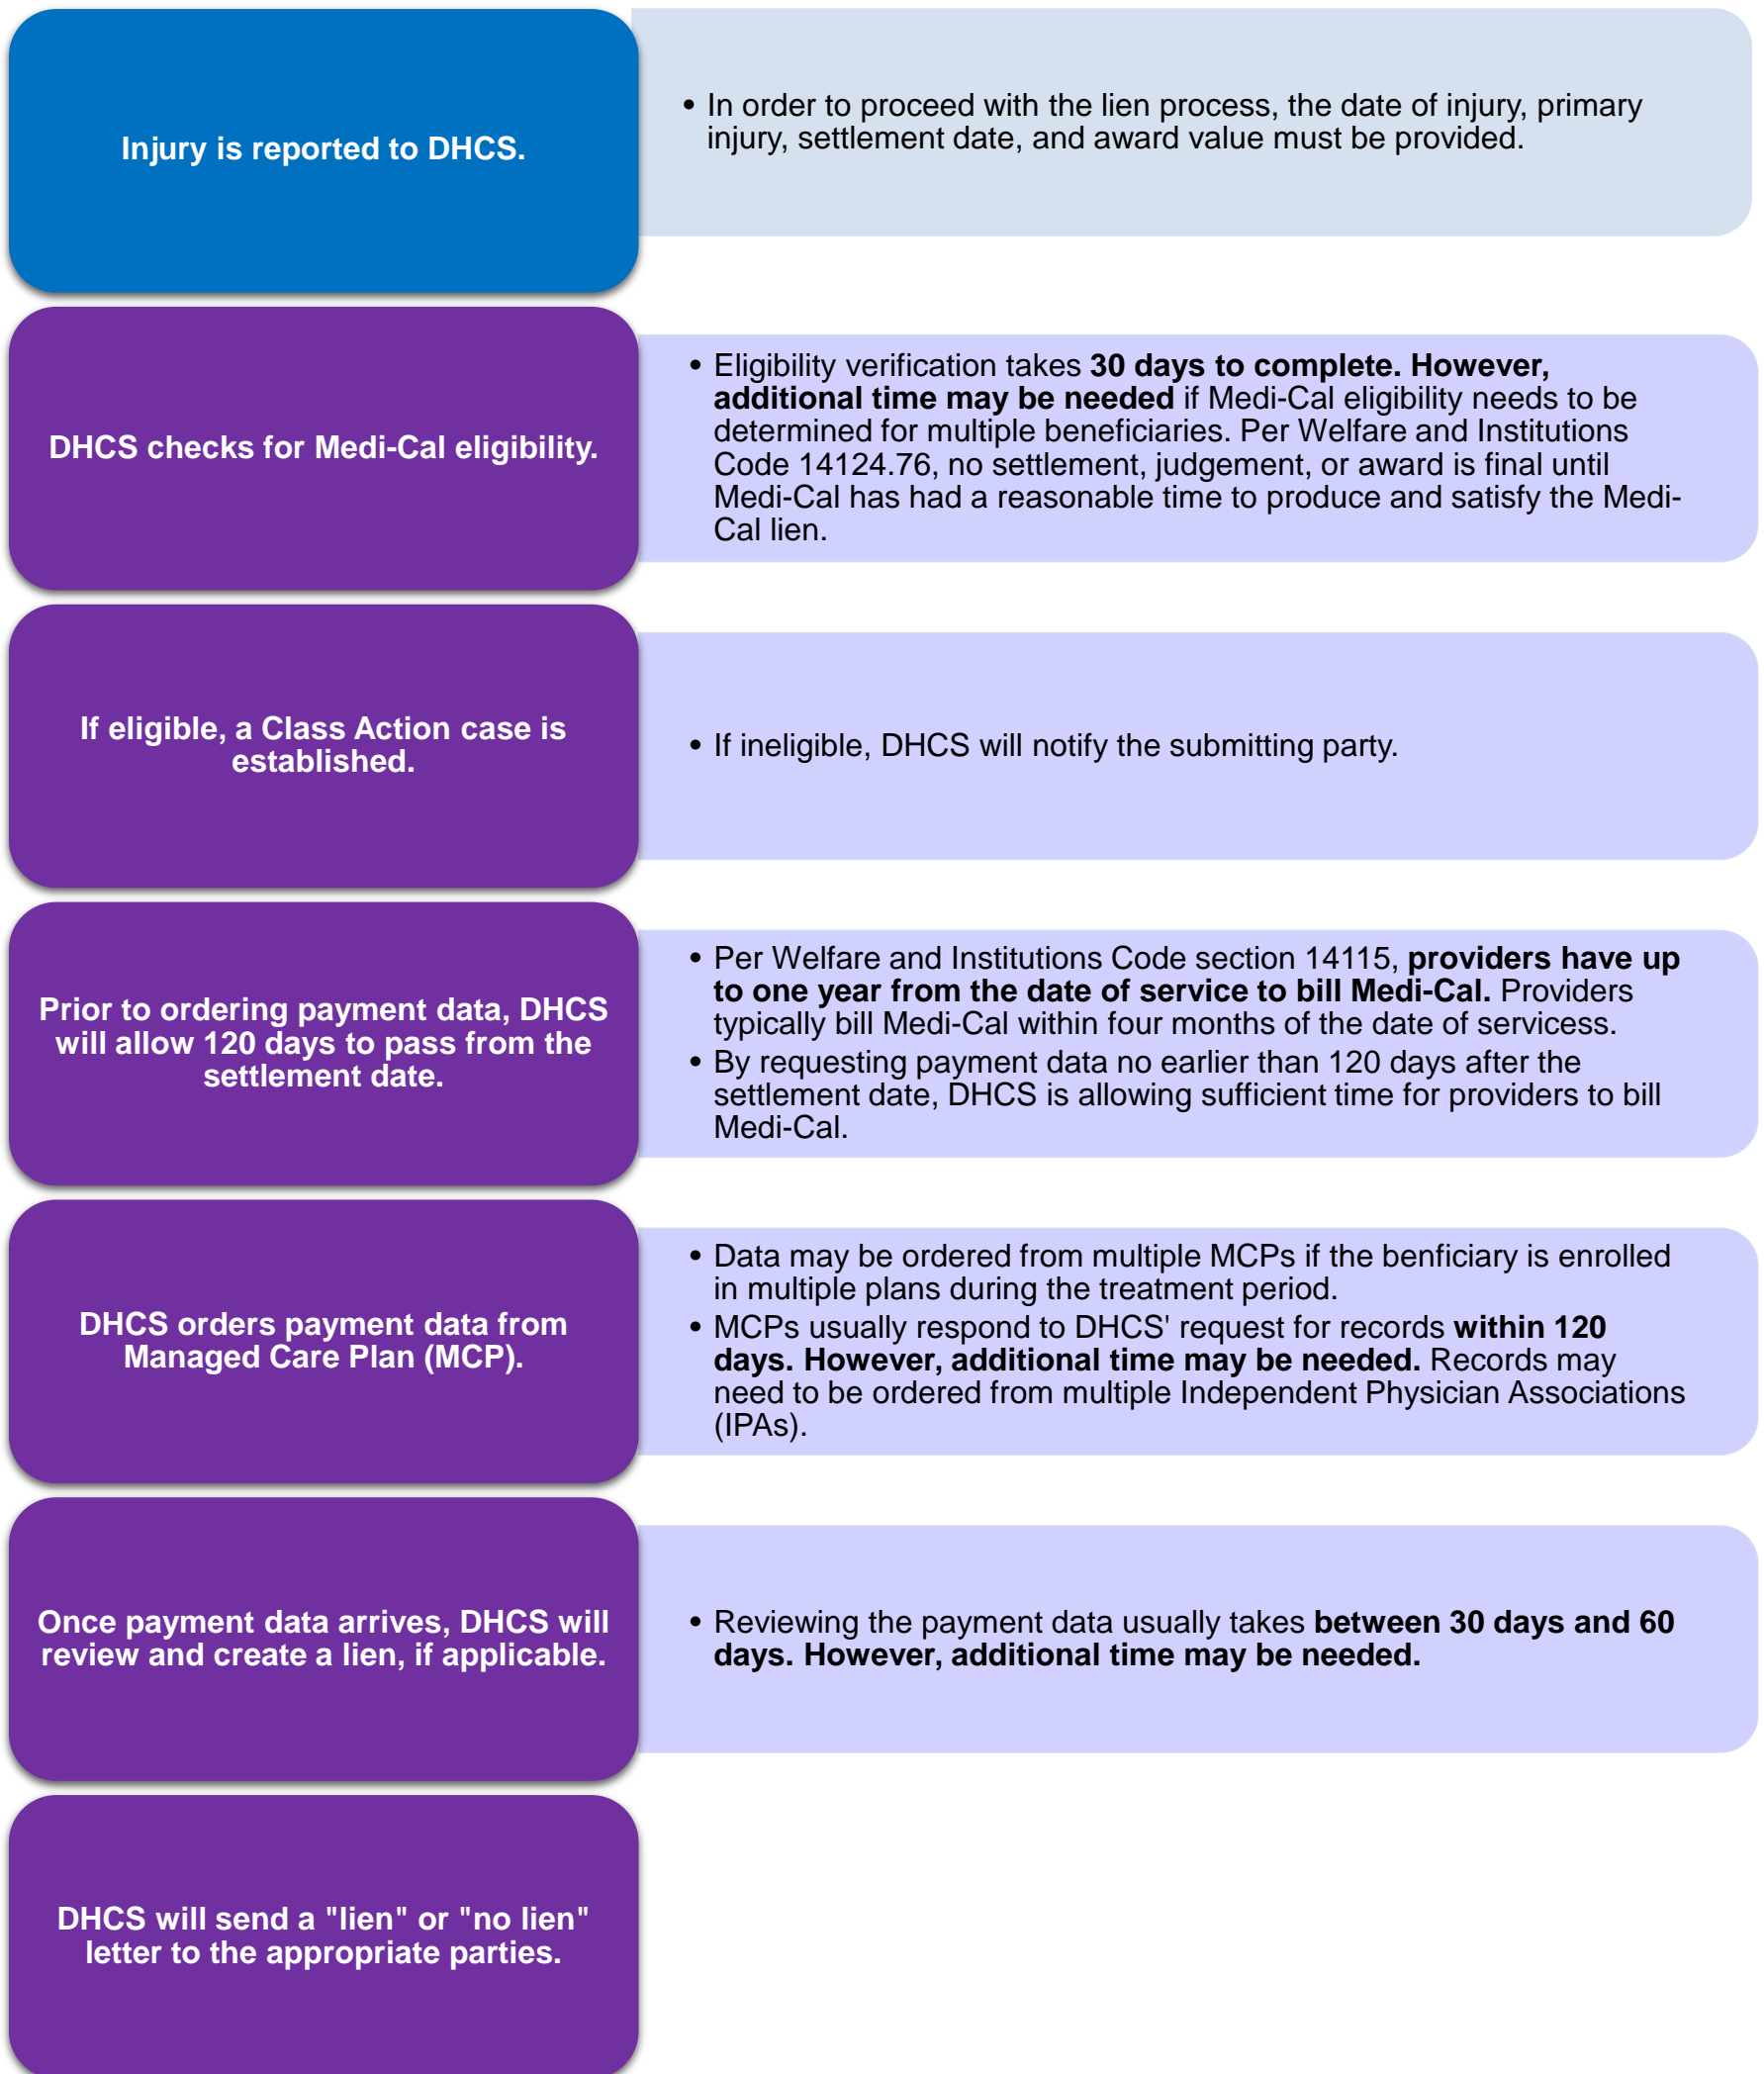 Injury is reported to DHCS.
• In order to proceed with the lien process, the date of injury, primary
injury, settlement date, and award value must be provided.
DHCS checks for Medi-Cal eligibility.
• Eligibility verification takes 30 days to complete. However,
additional time may be needed if Medi-Cal eligibility needs to be
determined for multiple beneficiaries. Per Welfare and Institutions
Code 14124.76, no settlement, judgement, or award is final until
Medi-Cal has had a reasonable time to produce and satisfy the Medi-
Cal lien.
If eligible, a Class Action case is
established.
• If ineligible, DHCS will notify the submitting party.
Prior to ordering payment data, DHCS
will allow 120 days to pass from the
settlement date.
• Per Welfare and Institutions Code section 14115, providers have up
to one year from the date of service to bill Medi-Cal. Providers
typically bill Medi-Cal within four months of the date of servicess.
• By requesting payment data no earlier than 120 days after the
settlement date, DHCS is allowing sufficient time for providers to bill
Medi-Cal.
DHCS orders payment data from
Managed Care Plan (MCP).
• Data may be ordered from multiple MCPs if the benficiary is enrolled
in multiple plans during the treatment period.
• MCPs usually respond to DHCS' request for records within 120
days. However, additional time may be needed. Records may
need to be ordered from multiple Independent Physician Associations
(IPAs).
Once payment data arrives, DHCS will
review and create a lien, if applicable.
• Reviewing the payment data usually takes between 30 days and 60
days. However, additional time may be needed.
DHCS will send a "lien" or "no lien"
letter to the appropriate parties.